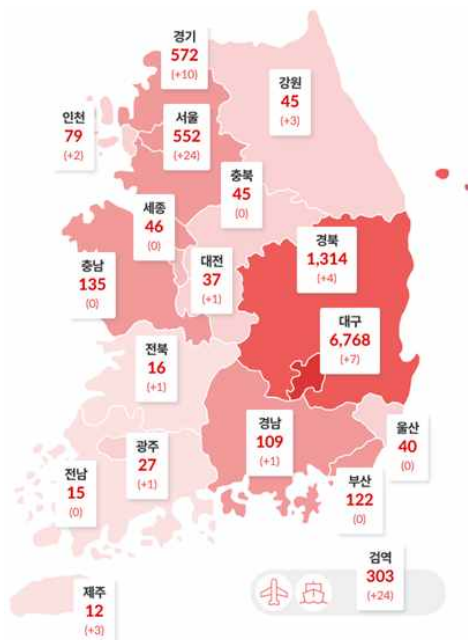 경기
572
(+10)
강원
45
(+3)
인천
79
(+2)
서울
552
(+24)
충북
45
(0)
세종
46
(0)
경북
1,314
(+4)
대전
37
(+1)
충남
135
(0)
대구
6,768
(+7)
전북
16
(+1)
경남
109
(+1)
울산
40
(0)
광주
27
(+1)
전남
15
(0)
부산
122
(0)
검역
303
(+24)
제주
12
(+3)